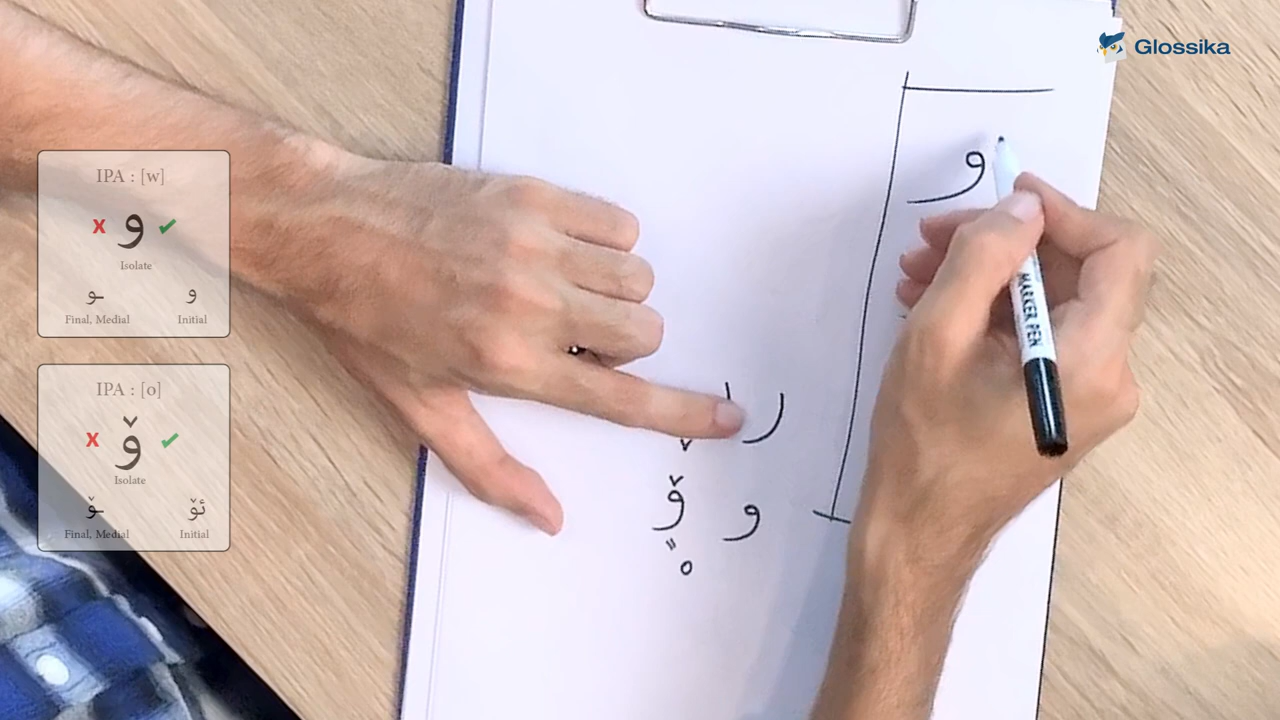 Glossika
IPA : [w]
x و ✓
Isolate
ـو و
Final, Medial Initial
IPA : [o]
x ۆ ✓
Isolate
ـۆ ئۆ
Final, Medial Initial
و
ر
و ۆ
=
o
MARKER PEN